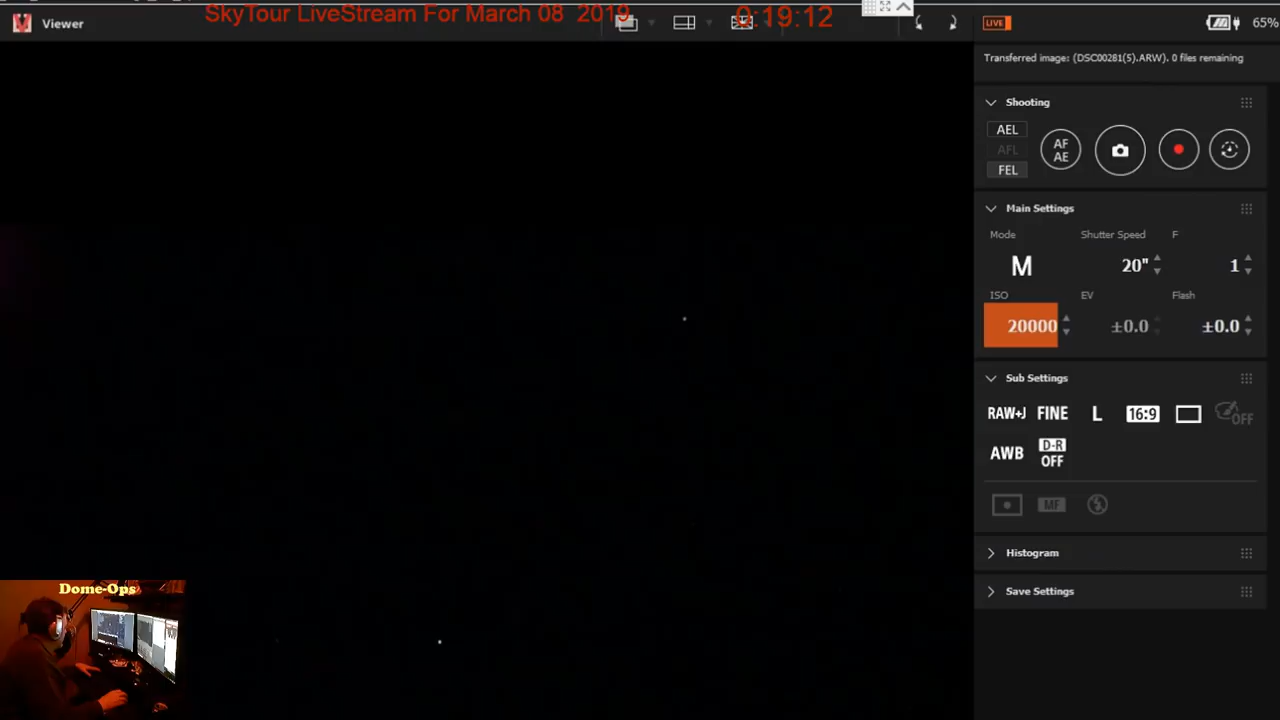 SkyTour LiveStream For March 08 2019
0:19:12
Viewer
LIVE
65%
Transferred image: (DSC00281(5).ARW). 0 files remaining
Shooting
AEL
AFL
FEL
AF
AE
Main Settings
Mode
Shutter Speed
F
M
20"
1
ISO
EV
Flash
20000
±0.0
±0.0
Sub Settings
RAW+J
FINE
L
16:9
OFF
AWB
D-R
OFF
MF
Histogram
Save Settings
Dome-Ops